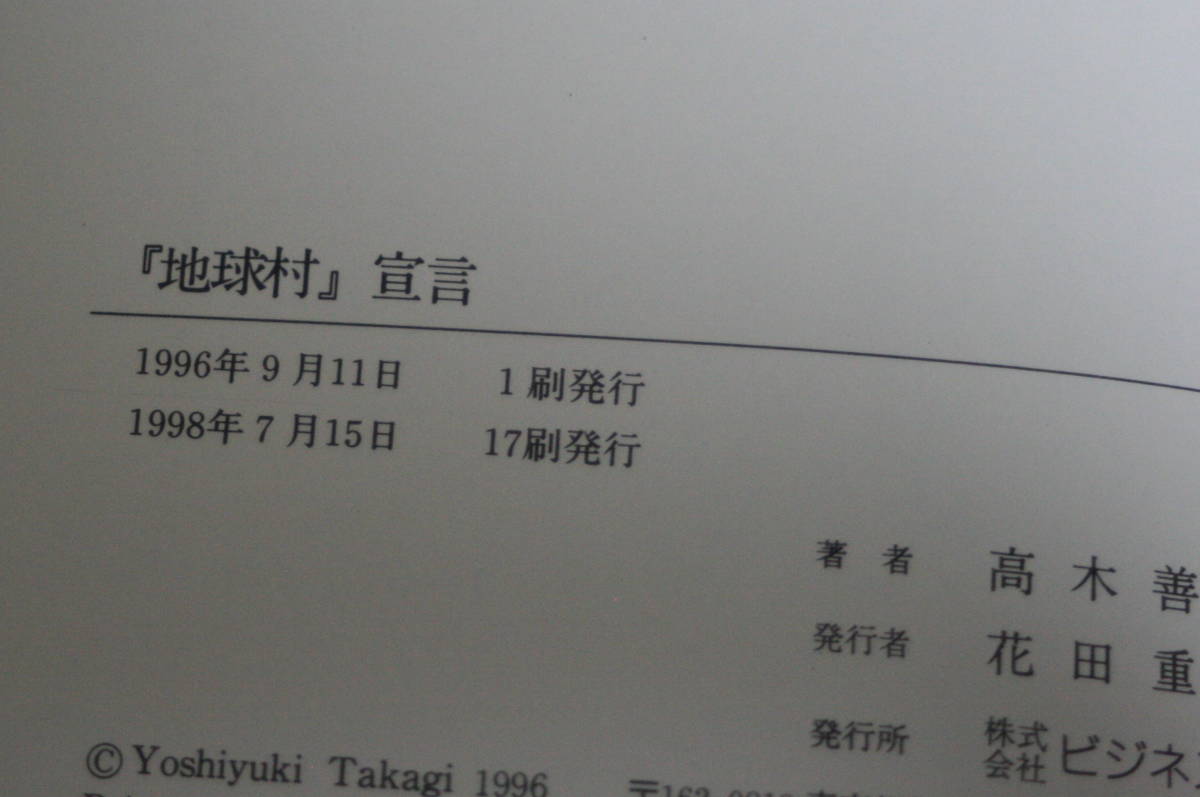 『地球村』宣言
1996年9月11日 1刷発行
1998年7月15日 17刷発行
著者 高木善
発行者 花田重
発行所 株式会社ビジネ
©Yoshiyuki Takagi 1996